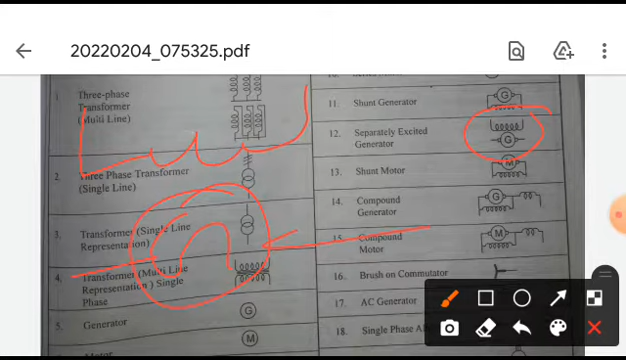 20220204_075325.pdf
1. Three-phase
Transformer
(Multi Line)
2. Three Phase Transformer
(Single Line)
3. Transformer (Single Line
Representation)
4. Transformer (Multi Line
Representation) Single
Phase
5. Generator
G
Motor
M
11. Shunt Generator
G
12. Separately Excited
Generator
G
13. Shunt Motor
M
14. Compound
Generator
G
15. Compound
Motor
M
16. Brush on Commutator
17. AC Generator
18. Single Phase